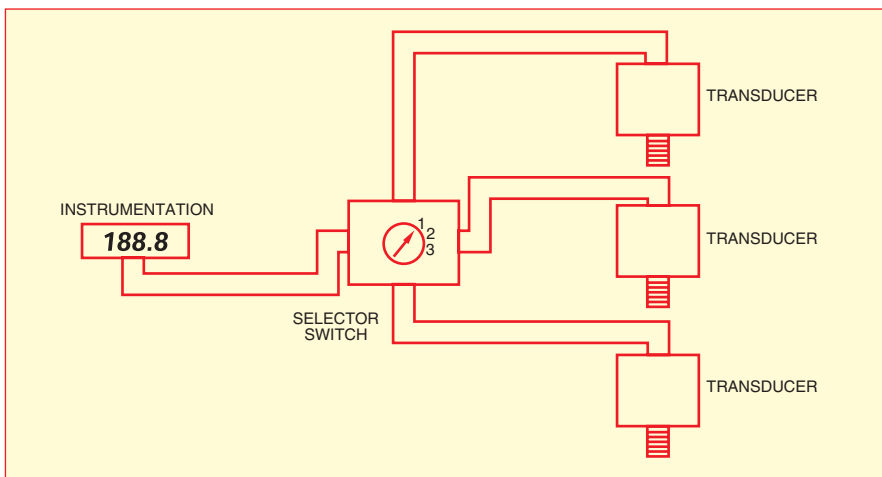 TRANSDUCER
INSTRUMENTATION
188.8
1
2
3
TRANSDUCER
SELECTOR
SWITCH
TRANSDUCER